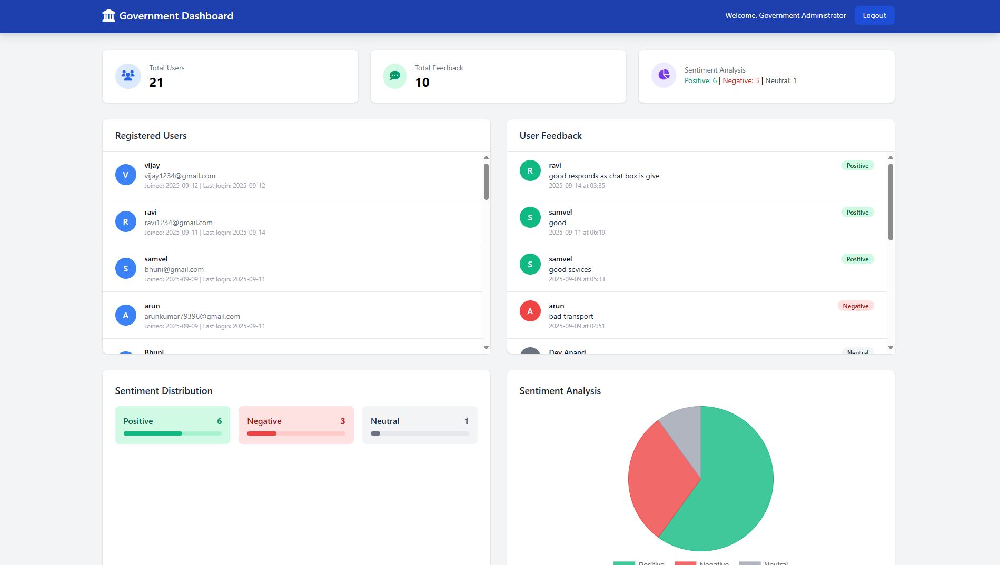 Government Dashboard
Welcome, Government Administrator
Logout
Total Users
21
Total Feedback
10
Sentiment Analysis
Positive: 6 | Negative: 3 | Neutral: 1
Registered Users
V
vijay
vijay1234@gmail.com
Joined: 2025-09-12 | Last login: 2025-09-12
R
ravi
ravi1234@gmail.com
Joined: 2025-09-11 | Last login: 2025-09-14
S
samvel
bhuni@gmail.com
Joined: 2025-09-09 | Last login: 2025-09-11
A
arun
arunkumar79396@gmail.com
Joined: 2025-09-09 | Last login: 2025-09-11
Bhuni
User Feedback
R
ravi
Positive
good responds as chat box is give
2025-09-14 at 03:35
S
samvel
Positive
good
2025-09-11 at 06:19
S
samvel
Positive
good sevices
2025-09-09 at 05:33
A
arun
Negative
bad transport
2025-09-09 at 04:51
Dev Anand
Neutral
Sentiment Distribution
Positive 6
Negative 3
Neutral 1
Sentiment Analysis
Positive Negative Neutral